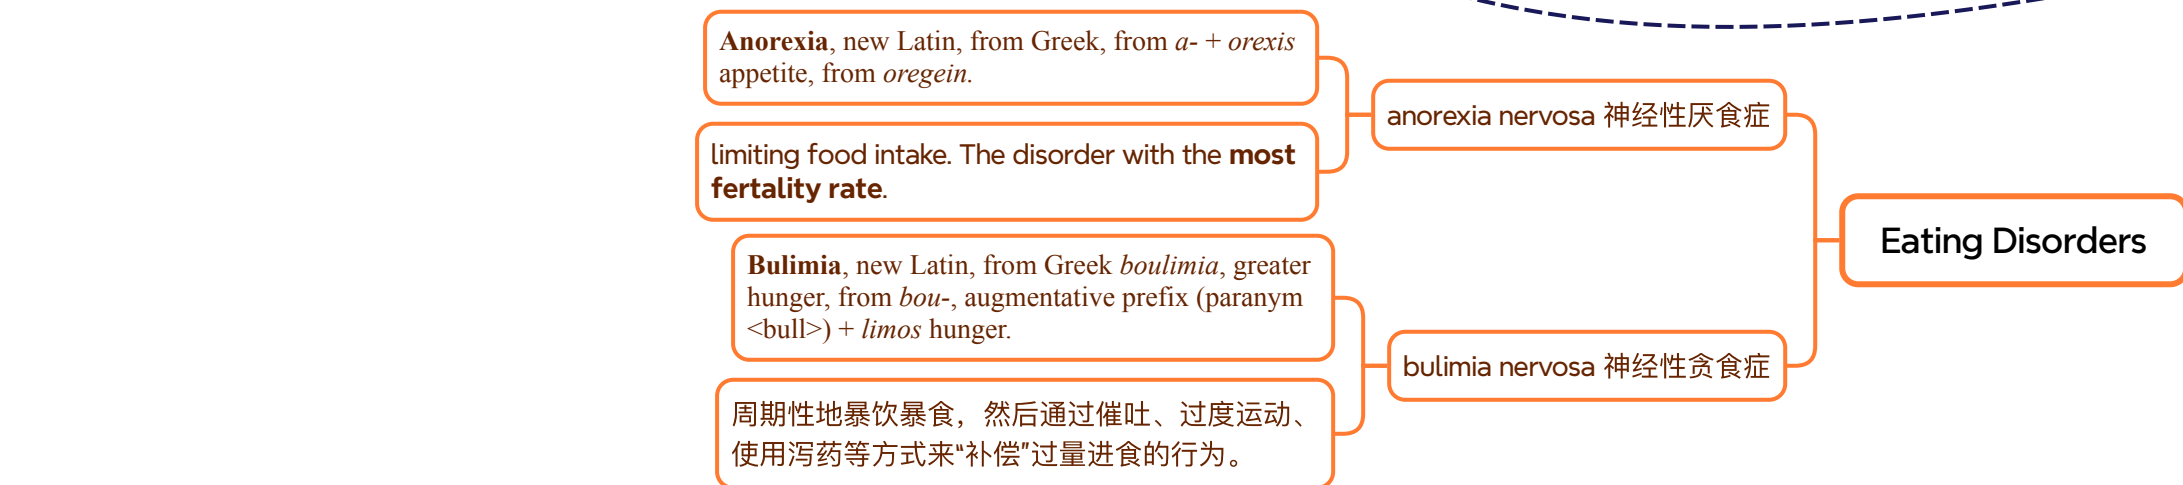 Anorexia, new Latin, from Greek, from a- + orexis
appetite, from oregein.
anorexia nervosa 神经性厌食症
limiting food intake. The disorder with the most
fertality rate.
Eating Disorders
Bulimia, new Latin, from Greek boulimia, greater
hunger, from bou-, augmentative prefix (paranym
<bull>) + limos hunger.
bulimia nervosa 神经性贪食症
周期性地暴饮暴食，然后通过催吐、过度运动、
使用泻药等方式来“补偿”过量进食的行为。